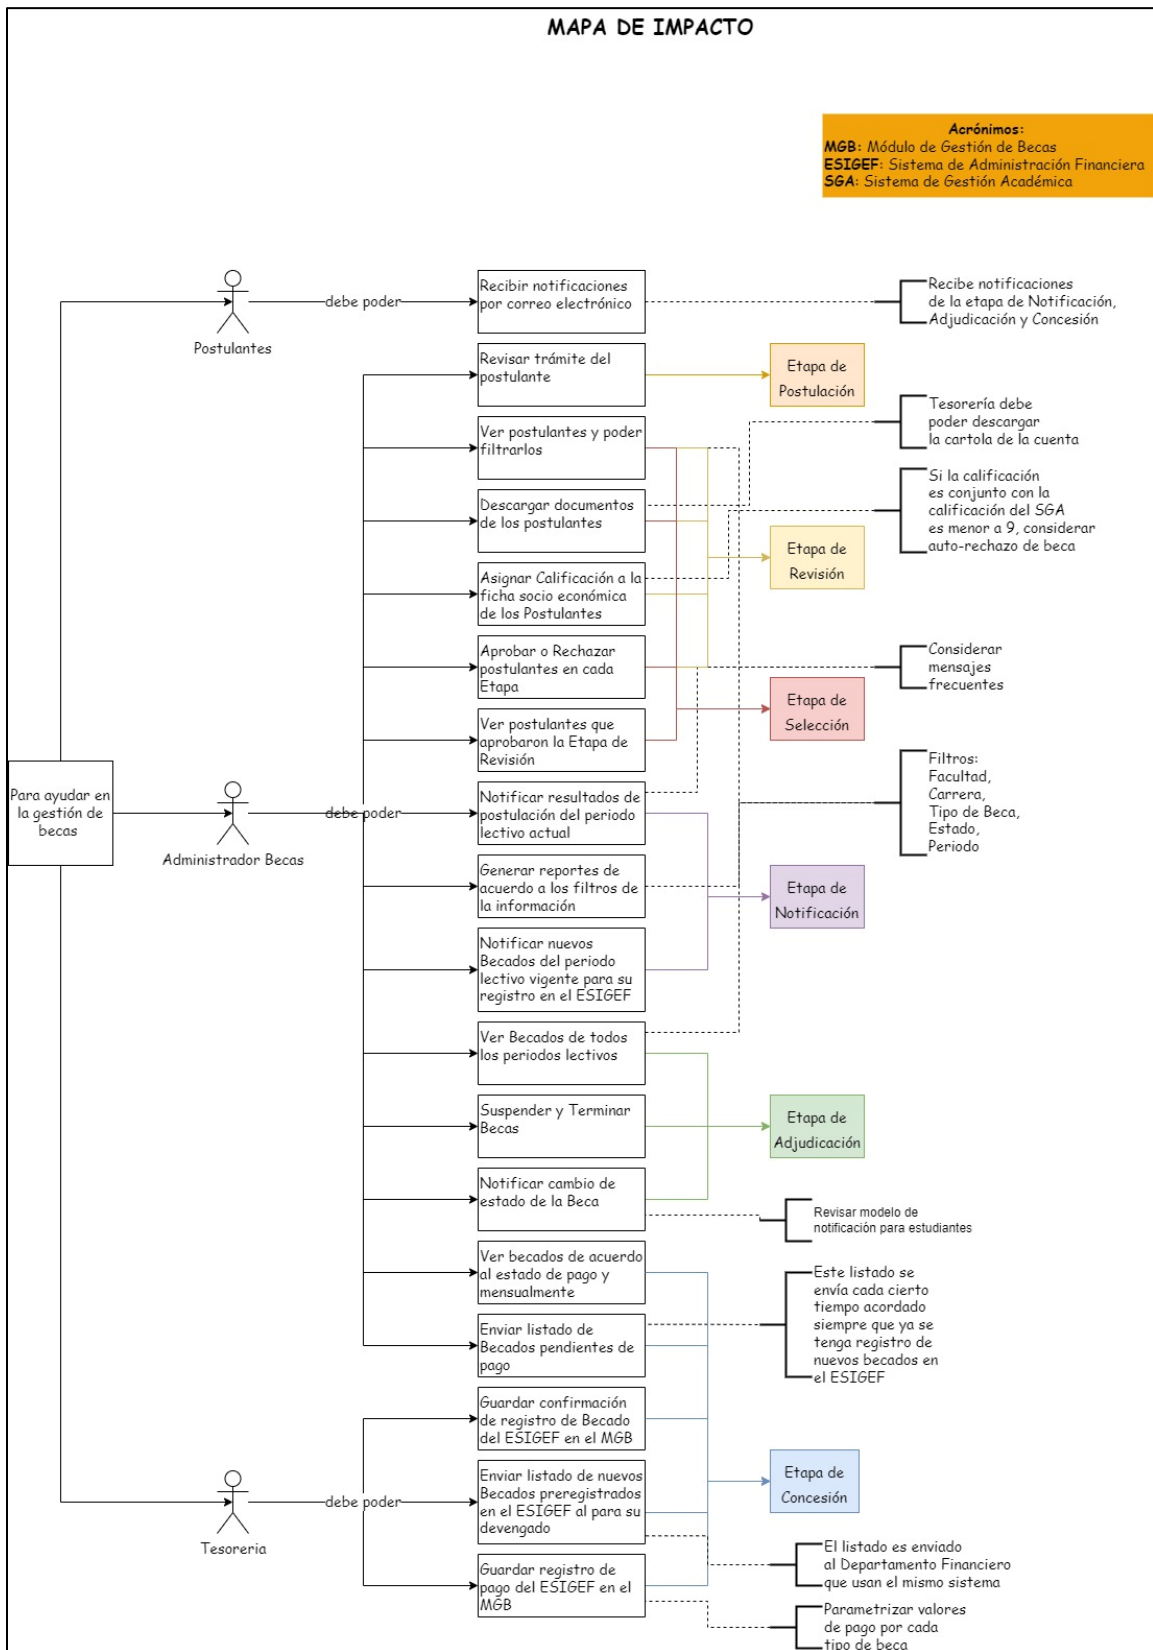 MAPA DE IMPACTO
Acrónimos:
MGB: Módulo de Gestión de Becas
ESIGEF: Sistema de Administración Financiera
SGA: Sistema de Gestión Académica
Recibir notificaciones
por correo electrónico
debe poder
Postulantes
Recibe notificaciones
de la etapa de Notificación,
Adjudicación y Concesión
Revisar trámite del
postulante
Etapa de
Postulación
Ver postulantes y poder
filtrarlos
Tesorería debe
poder descargar
la cartola de la cuenta
Descargar documentos
de los postulantes
Si la calificación
es conjunto con la
calificación del SGA
es menor a 9, considerar
auto-rechazo de beca
Etapa de
Revisión
Asignar Calificación a la
ficha socio económica
de los Postulantes
Aprobar o Rechazar
postulantes en cada
Etapa
Considerar
mensajes
frecuentes
Etapa de
Selección
Ver postulantes que
aprobaron la Etapa de
Revisión
Para ayudar en
la gestión de
becas
Administrador Becas
debe poder
Notificar resultados de
postulación del periodo
lectivo actual
Filtros:
Facultad,
Carrera,
Tipo de Beca,
Estado,
Periodo
Generar reportes de
acuerdo a los filtros de
la información
Etapa de
Notificación
Notificar nuevos
Becados del periodo
lectivo vigente para su
registro en el ESIGEF
Ver Becados de todos
los periodos lectivos
Suspender y Terminar
Becas
Etapa de
Adjudicación
Notificar cambio de
estado de la Beca
Revisar modelo de
notificación para estudiantes
Ver becados de acuerdo
al estado de pago y
mensualmente
Enviar listado de
Becados pendientes de
pago
Este listado se
envía cada cierto
tiempo acordado
siempre que ya se
tenga registro de
nuevos becados en
el ESIGEF
Guardar confirmación
de registro de Becado
del ESIGEF en el MGB
Etapa de
Concesión
Tesoreria
debe poder
Enviar listado de nuevos
Becados preregistrados
en el ESIGEF al para su
devengado
El listado es enviado
al Departamento Financiero
que usan el mismo sistema
Guardar registro de
pago del ESIGEF en el
MGB
Parametrizar valores
de pago por cada
tipo de beca